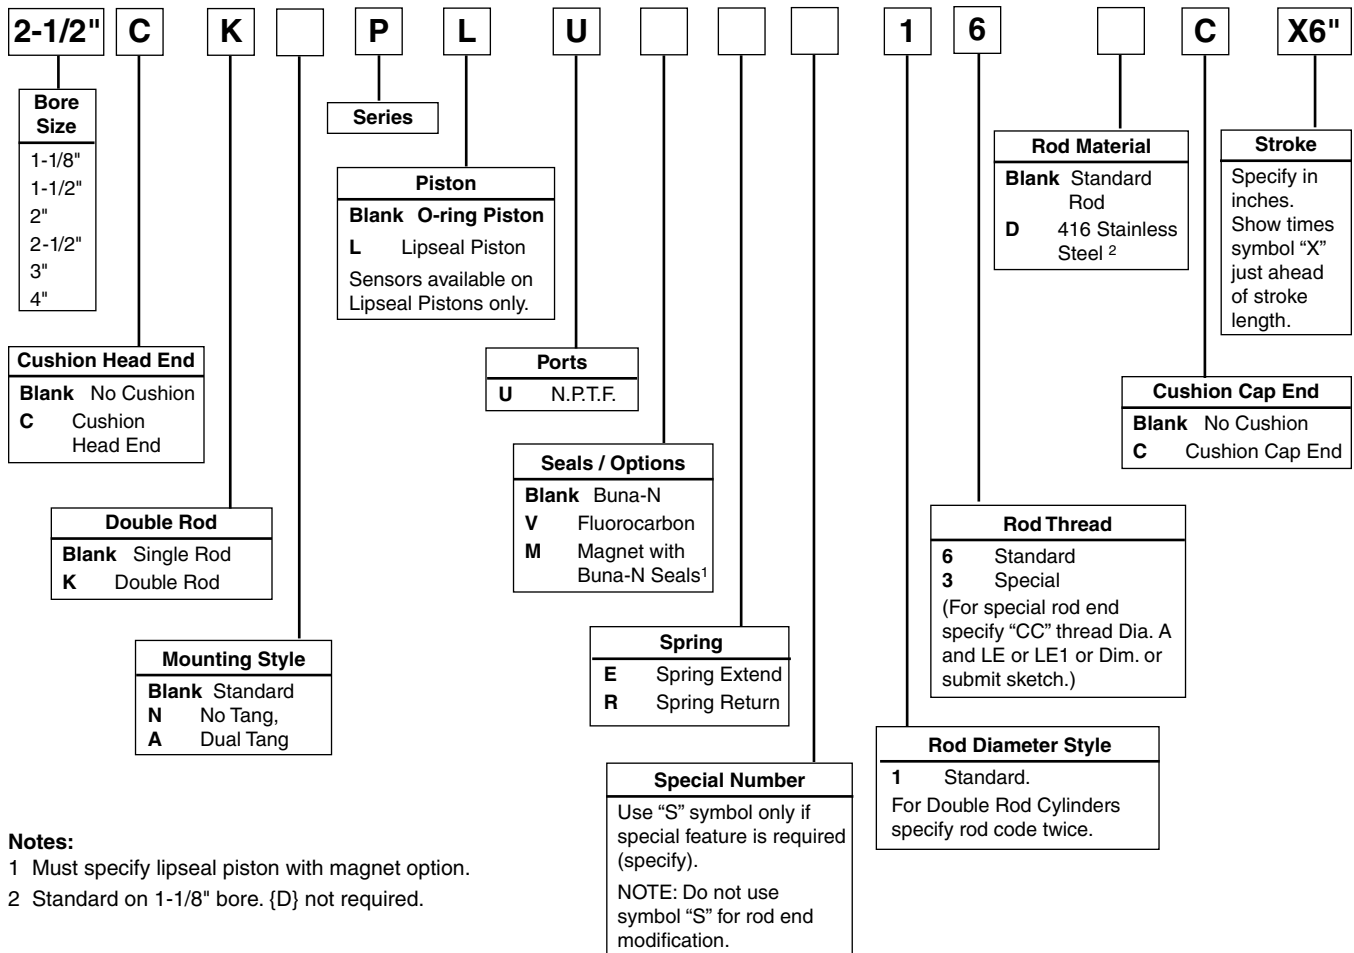 2-1/2" C K P L U 1 6 C X6"
Bore
Size
1-1/8"
1-1/2"
2"
2-1/2"
3"
4"
Series
Piston
Blank O-ring Piston
L Lipseal Piston
Sensors available on
Lipseal Pistons only.
Rod Material
Blank Standard
Rod
D 416 Stainless
Steel 2
Stroke
Specify in
inches.
Show times
symbol “X”
just ahead
of stroke
length.
Cushion Head End
Blank No Cushion
C Cushion
Head End
Ports
U N.P.T.F.
Cushion Cap End
Blank No Cushion
C Cushion Cap End
Seals / Options
Blank Buna-N
V Fluorocarbon
M Magnet with
Buna-N Seals1
Double Rod
Blank Single Rod
K Double Rod
Rod Thread
6 Standard
3 Special
(For special rod end
specify “CC” thread Dia. A
and LE or LE1 or Dim. or
submit sketch.)
Mounting Style
Blank Standard
N No Tang,
A Dual Tang
Spring
E Spring Extend
R Spring Return
Rod Diameter Style
1 Standard.
For Double Rod Cylinders
specify rod code twice.
Special Number
Use “S” symbol only if
special feature is required
(specify).
NOTE: Do not use
symbol “S” for rod end
modification.
Notes:
1 Must specify lipseal piston with magnet option.
2 Standard on 1-1/8" bore. {D} not required.